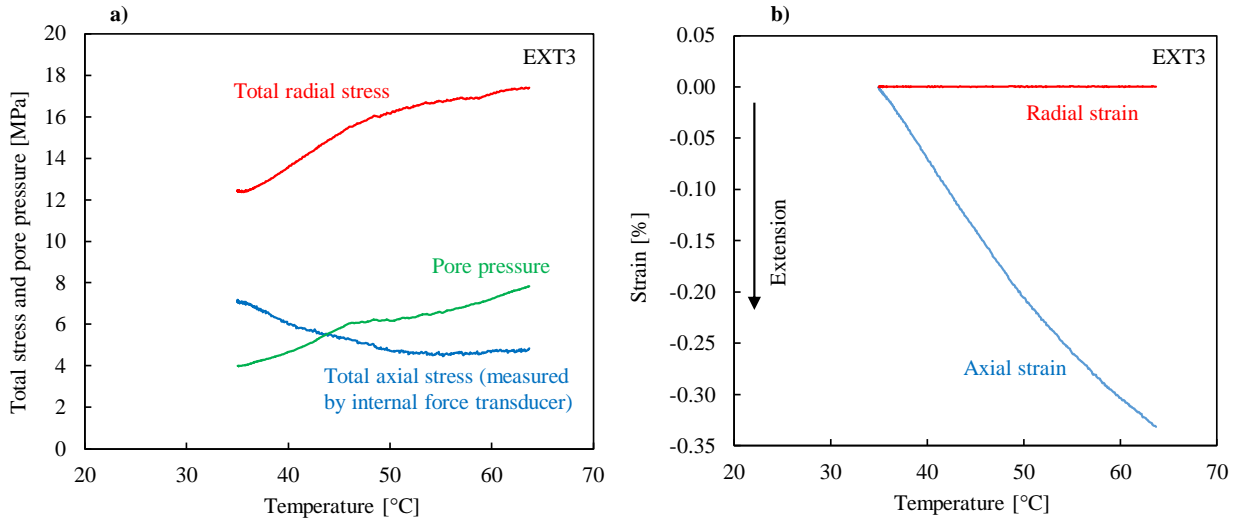 a)
EXT3
Total stress and pore pressure [MPa]
20
18
16
14
12
10
8
6
4
2
0
Total radial stress
Pore pressure
Total axial stress (measured
by internal force transducer)
20
30
40
50
60
70
Temperature [°C]
b)
EXT3
Strain [%]
0.05
0.00
-0.05
-0.10
-0.15
-0.20
-0.25
-0.30
-0.35
Radial strain
Extension
Axial strain
20
30
40
50
60
70
Temperature [°C]